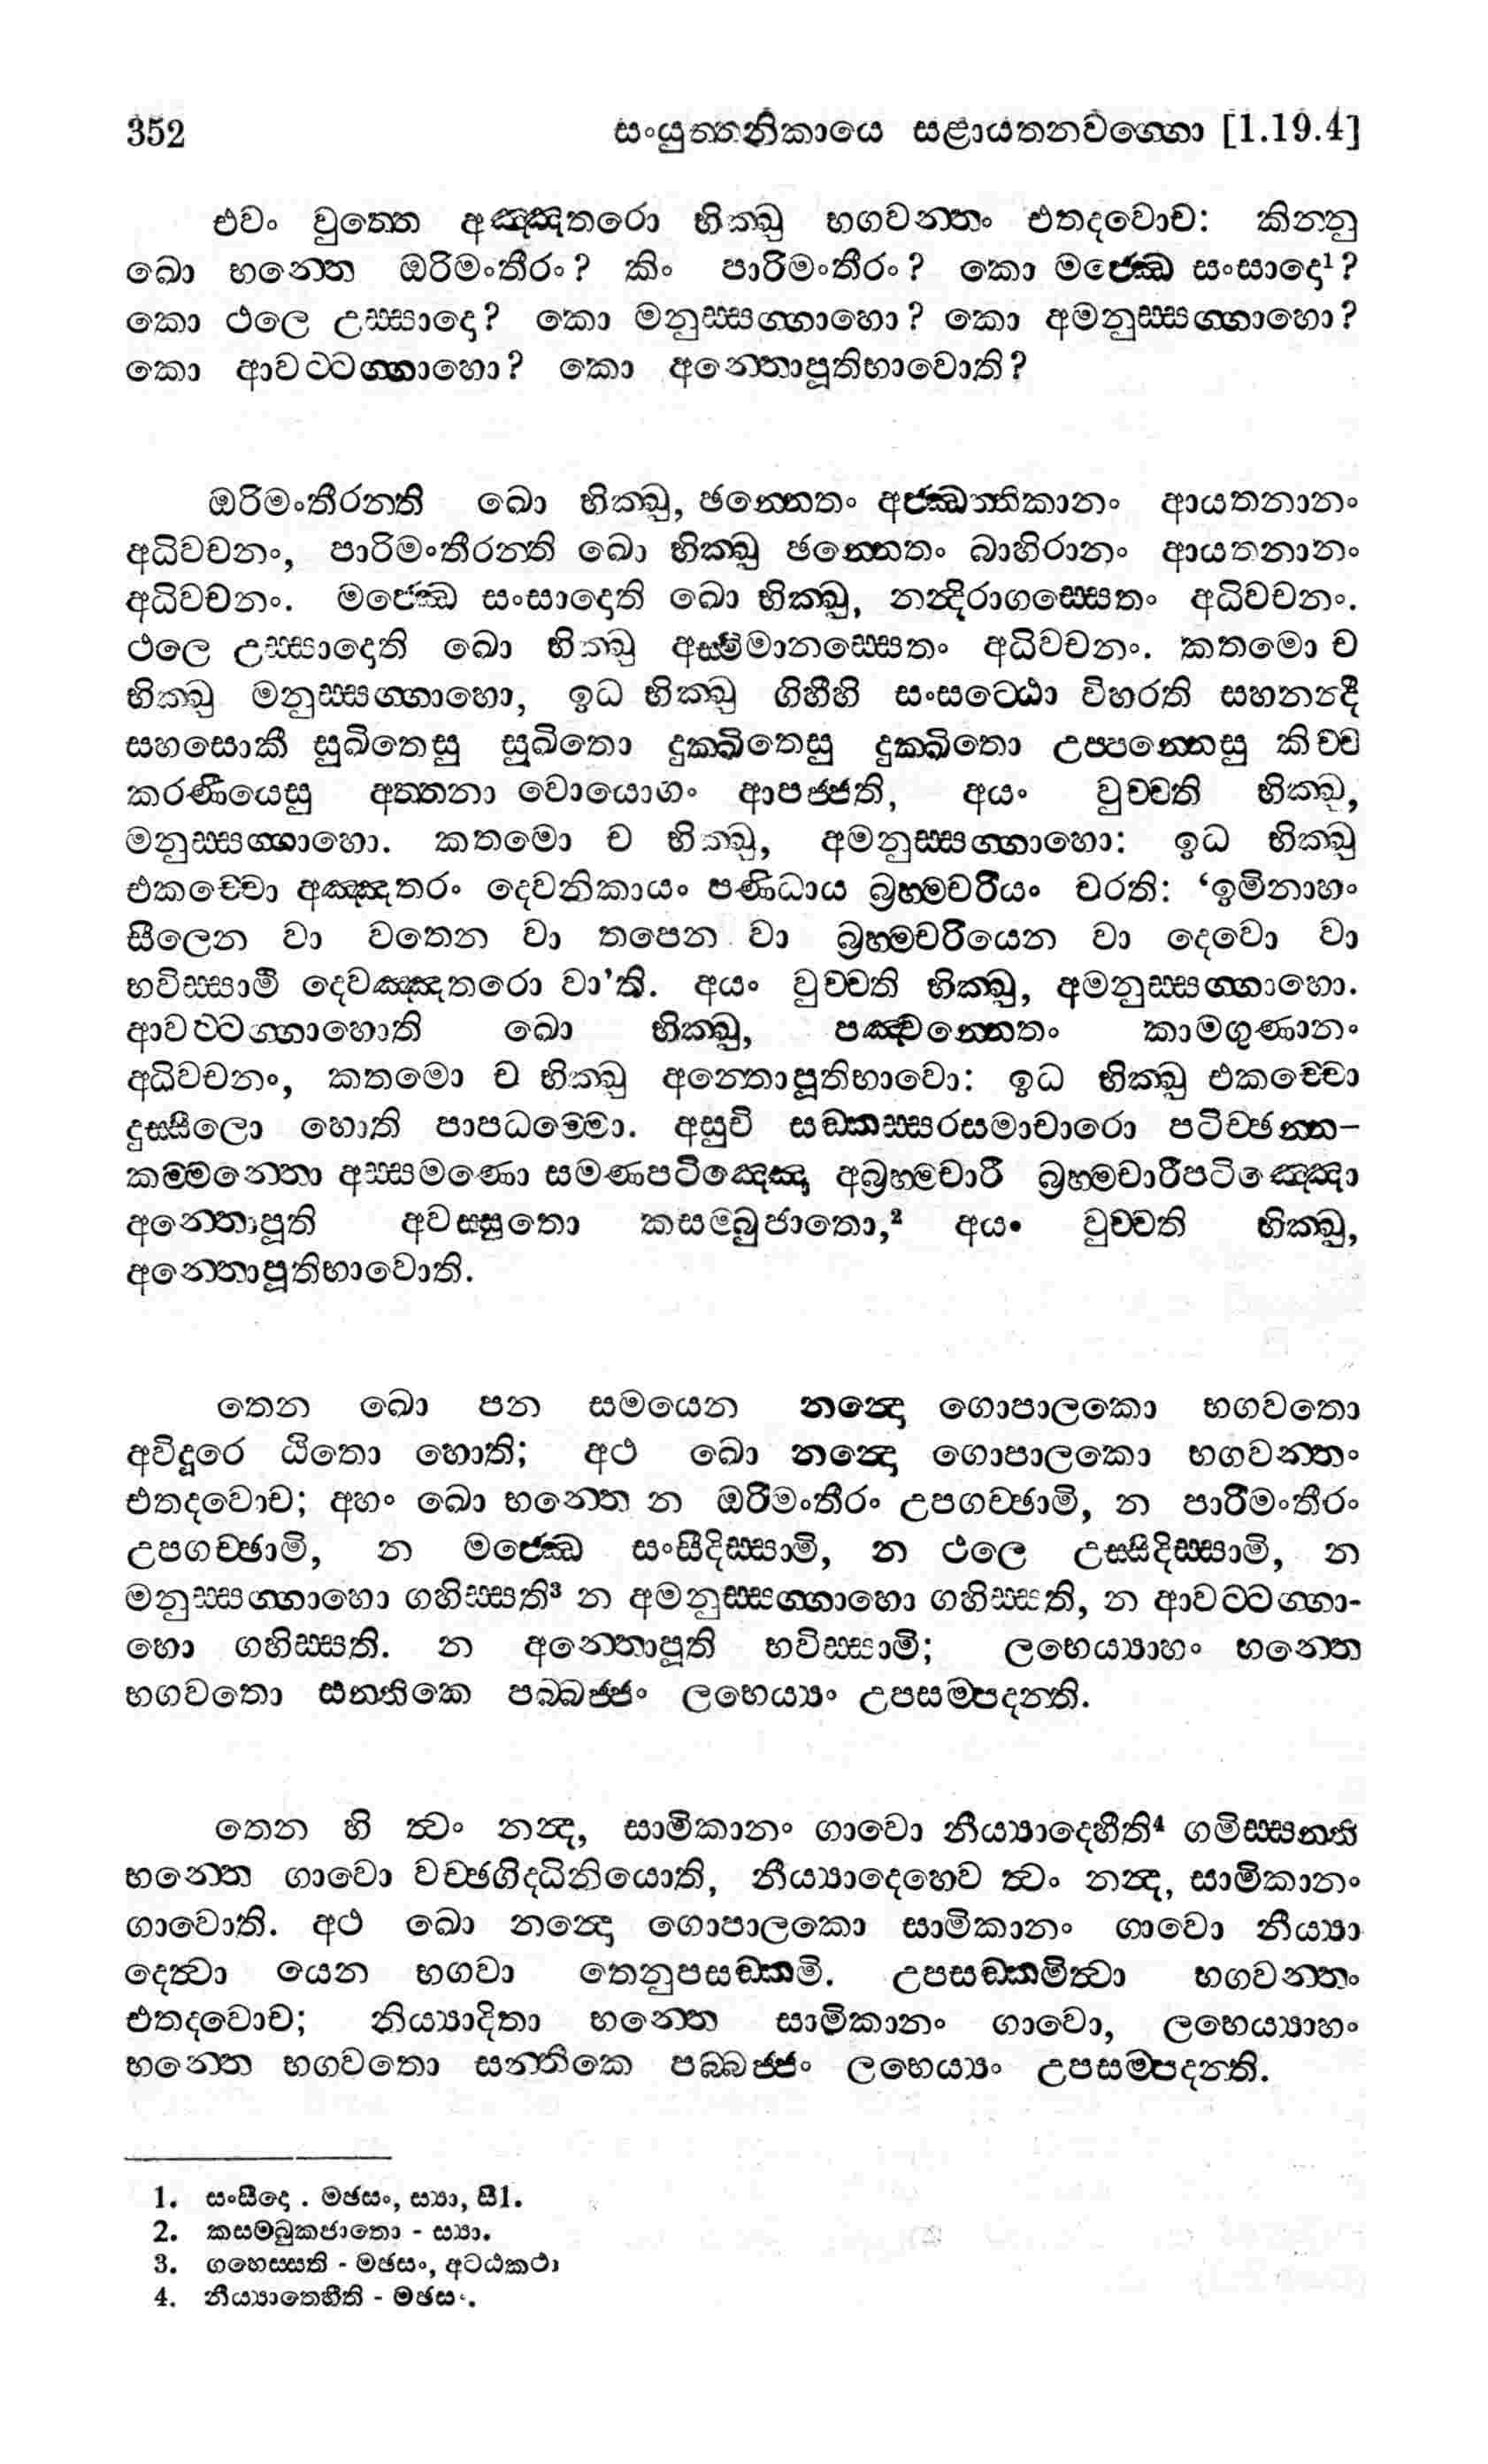 352 සංයුත්තනිකායෙ සළායතනවග්ගො [1.19.4]
එවං වුත්තෙ අඤ්ඤතරො භික්ඛු භගවන්තං එතදවොච: කින්නු
ඛො භන්තෙ ඔරිමංතීරං? කිං පාරිමංතීරං? කො මජ්ඣෙ සංසාදො¹?
කො ථලෙ උස්සාදො? කො මනුස්සග්ගාහො? කො අමනුස්සග්ගාහො?
කො ආවට්ටග්ගාහො? කො අන්තොපූතිභාවොති?
ඔරිමංතීරන්ති ඛො භික්ඛු, ඡන්නෙතං අජ්ඣත්තිකානං ආයතනානං
අධිවචනං, පාරිමංතීරන්ති ඛො භික්ඛු ඡන්නෙතං බාහිරානං ආයතනානං
අධිවචනං. මජ්ඣෙ සංසාදොති ඛො භික්ඛු, නන්දිරාගස්සෙතං අධිවචනං.
ථලෙ උස්සාදොති ඛො භික්ඛු අස්මිමානස්සෙතං අධිවචනං. කතමො ච
භික්ඛු මනුස්සග්ගාහො, ඉධ භික්ඛු ගිහීහි සංසට්ඨො විහරති සහනන්දී
සහසොකී සුඛිතෙසු සුඛිතො දුක්ඛිතෙසු දුක්ඛිතො උප්පන්නෙසු කිච්ච
කරණීයෙසු අත්තනා වොයොගං ආපජ්ජති, අයං වුච්චති භික්ඛු,
මනුස්සග්ගාහො. කතමො ච භික්ඛු, අමනුස්සග්ගාහො: ඉධ භික්ඛු
එකච්චො අඤ්ඤතරං දෙවනිකායං පණිධාය බ්‍රහ්මචරියං චරති: ‘ඉමිනාහං
සීලෙන වා වතෙන වා තපෙන වා බ්‍රහ්මචරියෙන වා දෙවො වා
භවිස්සාමි දෙවඤ්ඤතරො වා’ති. අයං වුච්චති භික්ඛු, අමනුස්සග්ගාහො.
ආවට්ටග්ගාහොති ඛො භික්ඛු, පඤ්චන්නෙතං කාමගුණානං
අධිවචනං, කතමො ච භික්ඛු අන්තොපූතිභාවො: ඉධ භික්ඛු එකච්චො
දුස්සීලො හොති පාපධම්මො. අසුචි සඞ්කස්සරසමාචාරො පටිච්ඡන්න-
කම්මන්තො අස්සමණො සමණපටිඤ්ඤො අබ්‍රහ්මචාරී බ්‍රහ්මචාරීපටිඤ්ඤො
අන්තොපූති අවස්සුතො කසම්බුජාතො,² අයං වුච්චති භික්ඛු,
අන්තොපූතිභාවොති.
තෙන ඛො පන සමයෙන නන්දො ගොපාලකො භගවතො
අවිදූරෙ ඨිතො හොති; අථ ඛො නන්දො ගොපාලකො භගවන්තං
එතදවොච; අහං ඛො භන්තෙ න ඔරිමංතීරං උපගච්ඡාමි, න පාරිමංතීරං
උපගච්ඡාමි, න මජ්ඣෙ සංසීදිස්සාමි, න ථලෙ උස්සීදිස්සාමි, න
මනුස්සග්ගාහො ගහිස්සති³ න අමනුස්සග්ගාහො ගහිස්සති, න ආවට්ටග්ගා-
හො ගහිස්සති. න අන්තොපූති භවිස්සාමි; ලභෙය්‍යාහං භන්තෙ
භගවතො සන්තිකෙ පබ්බජ්ජං ලභෙය්‍යං උපසම්පදන්ති.
තෙන හි ත්‍වං නන්ද, සාමිකානං ගාවො නීය්‍යාදෙහීති⁴ ගමිස්සන්ති
භන්තෙ ගාවො වච්ඡගිද්ධිනියොති, නීය්‍යාදෙහෙව ත්‍වං නන්ද, සාමිකානං
ගාවොති. අථ ඛො නන්දො ගොපාලකො සාමිකානං ගාවො නීය්‍යා
දෙත්‍වා යෙන භගවා තෙනුපසඞ්කමි. උපසඞ්කමිත්‍වා භගවන්තං
එතදවොච; නිය්‍යාදිතා භන්තෙ සාමිකානං ගාවො, ලභෙය්‍යාහං
භන්තෙ භගවතො සන්තිකෙ පබ්බජ්ජං ලභෙය්‍යං උපසම්පදන්ති.
1. සංසීදො . මඡසං, ස්‍යා, සී1.
2. කසම්බුකජාතො - ස්‍යා.
3. ගහෙස්සති - මඡසං, අට්ඨකථා
4. නීය්‍යාතෙහීති - මඡසං.